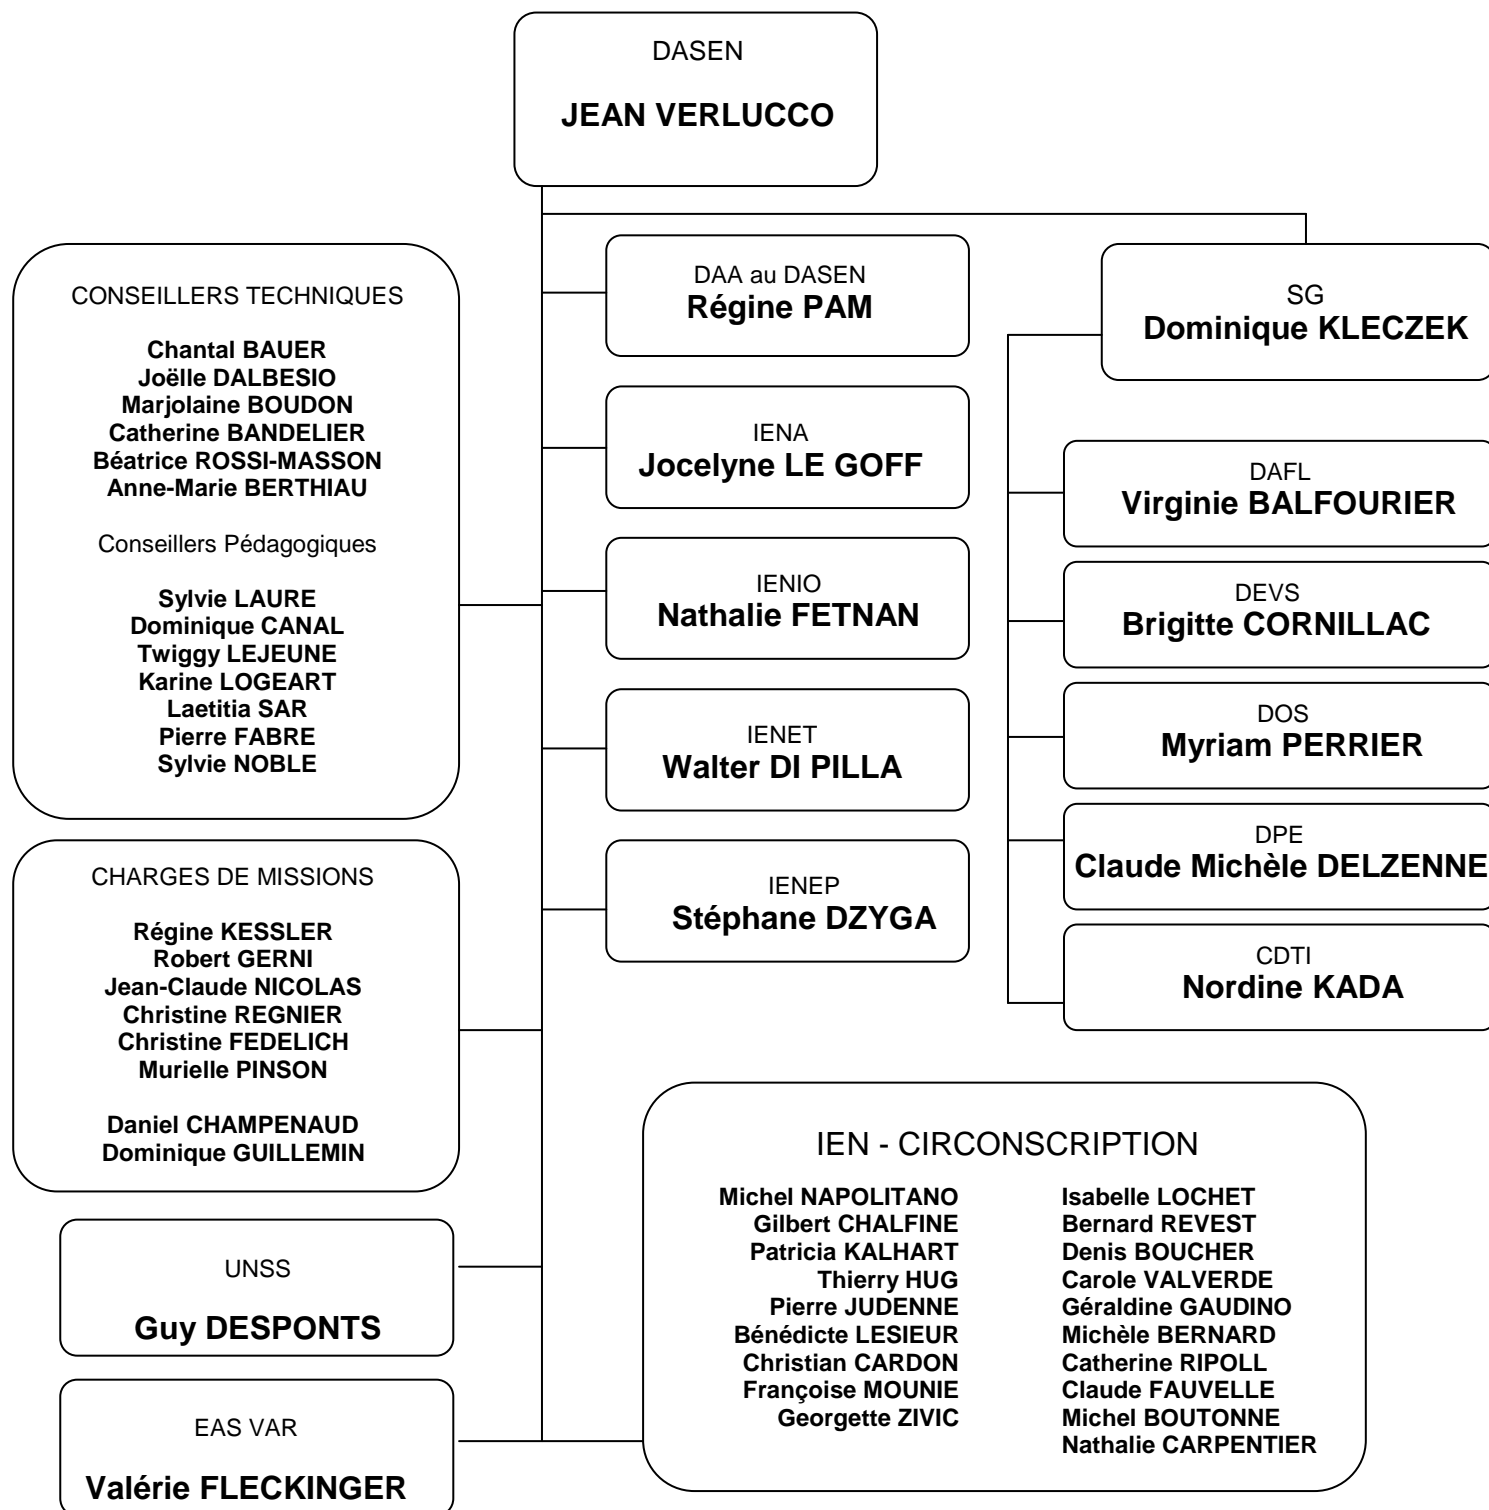 DASEN
JEAN VERLUCCO
DAA au DASEN
Régine PAM
SG
Dominique KLECZEK
CONSEILLERS TECHNIQUES
Chantal BAUER
Joëlle DALBESIO
Marjolaine BOUDON
Catherine BANDELIER
Béatrice ROSSI-MASSON
Anne-Marie BERTHIAU
Conseillers Pédagogiques
Sylvie LAURE
Dominique CANAL
Twiggy LEJEUNE
Karine LOGEART
Laetitia SAR
Pierre FABRE
Sylvie NOBLE
IENA
Jocelyne LE GOFF
IENIO
Nathalie FETNAN
IENET
Walter DI PILLA
IENEP
Stéphane DZYGA
DAFL
Virginie BALFOURIER
DEVS
Brigitte CORNILLAC
DOS
Myriam PERRIER
DPE
Claude Michèle DELZENNE
CDTI
Nordine KADA
CHARGES DE MISSIONS
Régine KESSLER
Robert GERNI
Jean-Claude NICOLAS
Christine REGNIER
Christine FEDELICH
Murielle PINSON
Daniel CHAMPENAUD
Dominique GUILLEMIN
UNSS
Guy DESPONTS
EAS VAR
Valérie FLECKINGER
IEN - CIRCONSCRIPTION
Michel NAPOLITANO
Gilbert CHALFINE
Patricia KALHART
Thierry HUG
Pierre JUDENNE
Bénédicte LESIEUR
Christian CARDON
Françoise MOUNIE
Georgette ZIVIC
Isabelle LOCHET
Bernard REVEST
Denis BOUCHER
Carole VALVERDE
Géraldine GAUDINO
Michèle BERNARD
Catherine RIPOLL
Claude FAUVELLE
Michel BOUTONNE
Nathalie CARPENTIER